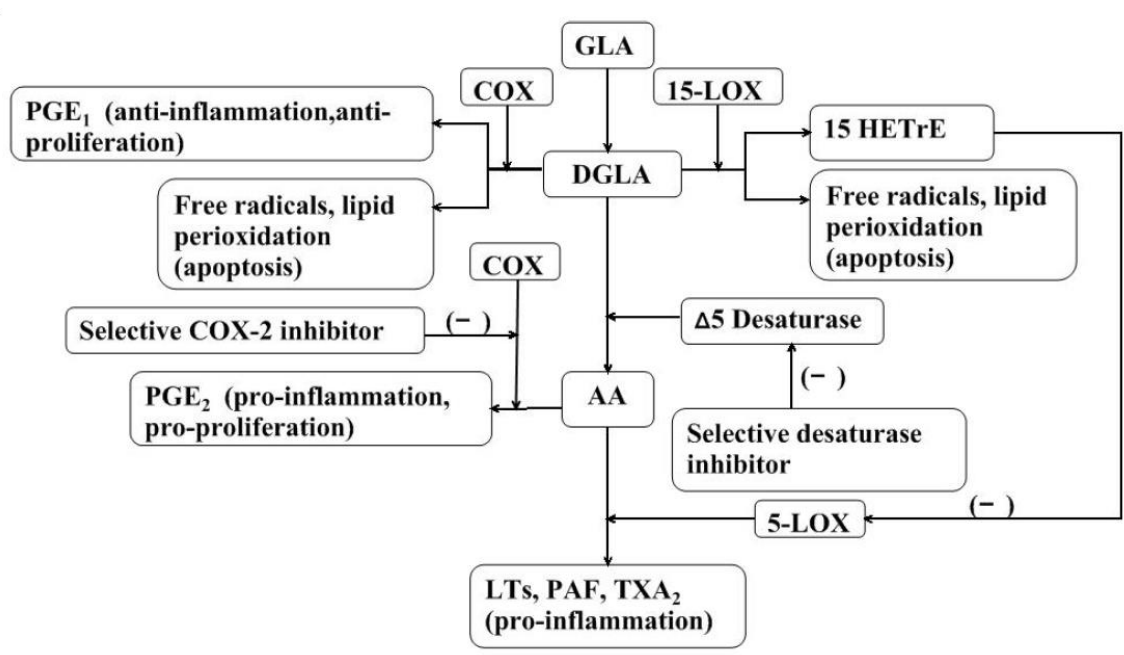 GLA
COX
15-LOX
PGE₁ (anti-inflammation,anti-
proliferation)
15 HETrE
DGLA
Free radicals, lipid
perioxidation
(apoptosis)
Free radicals, lipid
perioxidation
(apoptosis)
COX
Selective COX-2 inhibitor
(− )
Δ5 Desaturase
(− )
PGE₂ (pro-inflammation,
pro-proliferation)
AA
Selective desaturase
inhibitor
(− )
5-LOX
LTs, PAF, TXA₂
(pro-inflammation)